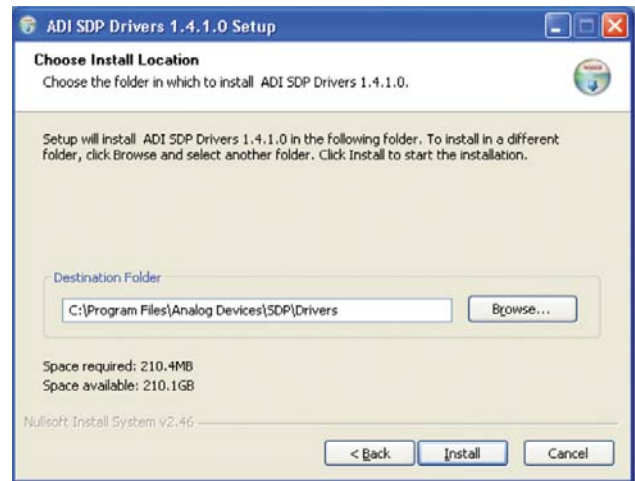 ADI SDP Drivers 1.4.1.0 Setup
Choose Install Location
Choose the folder in which to install ADI SDP Drivers 1.4.1.0.
Setup will install ADI SDP Drivers 1.4.1.0 in the following folder. To install in a different
folder, click Browse and select another folder. Click Install to start the installation.
Destination Folder
C:\Program Files\Analog Devices\SDP\Drivers
Browse...
Space required: 210.4MB
Space available: 210.1GB
Nullsoft Install System v2.46
< Back Install Cancel